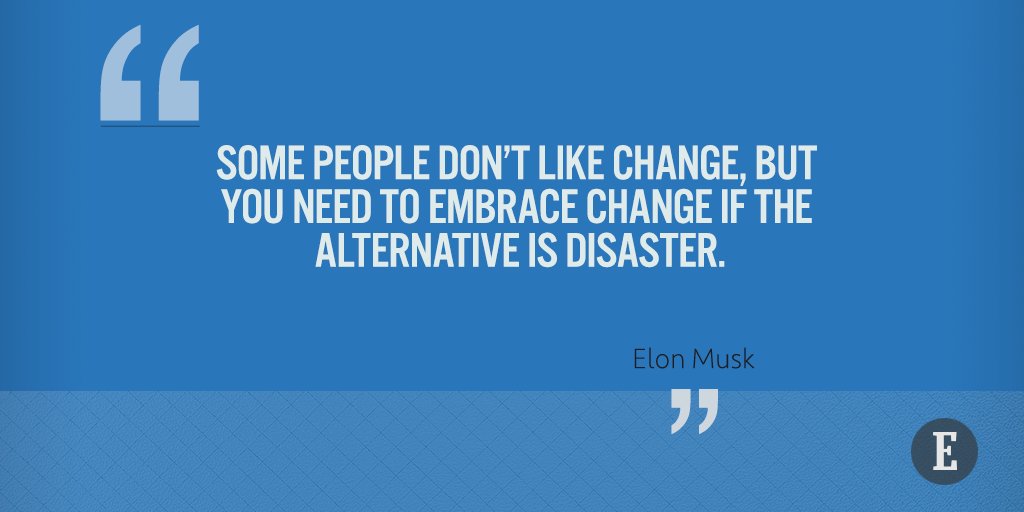 “
SOME PEOPLE DON’T LIKE CHANGE, BUT
YOU NEED TO EMBRACE CHANGE IF THE
ALTERNATIVE IS DISASTER.
Elon Musk
”
E